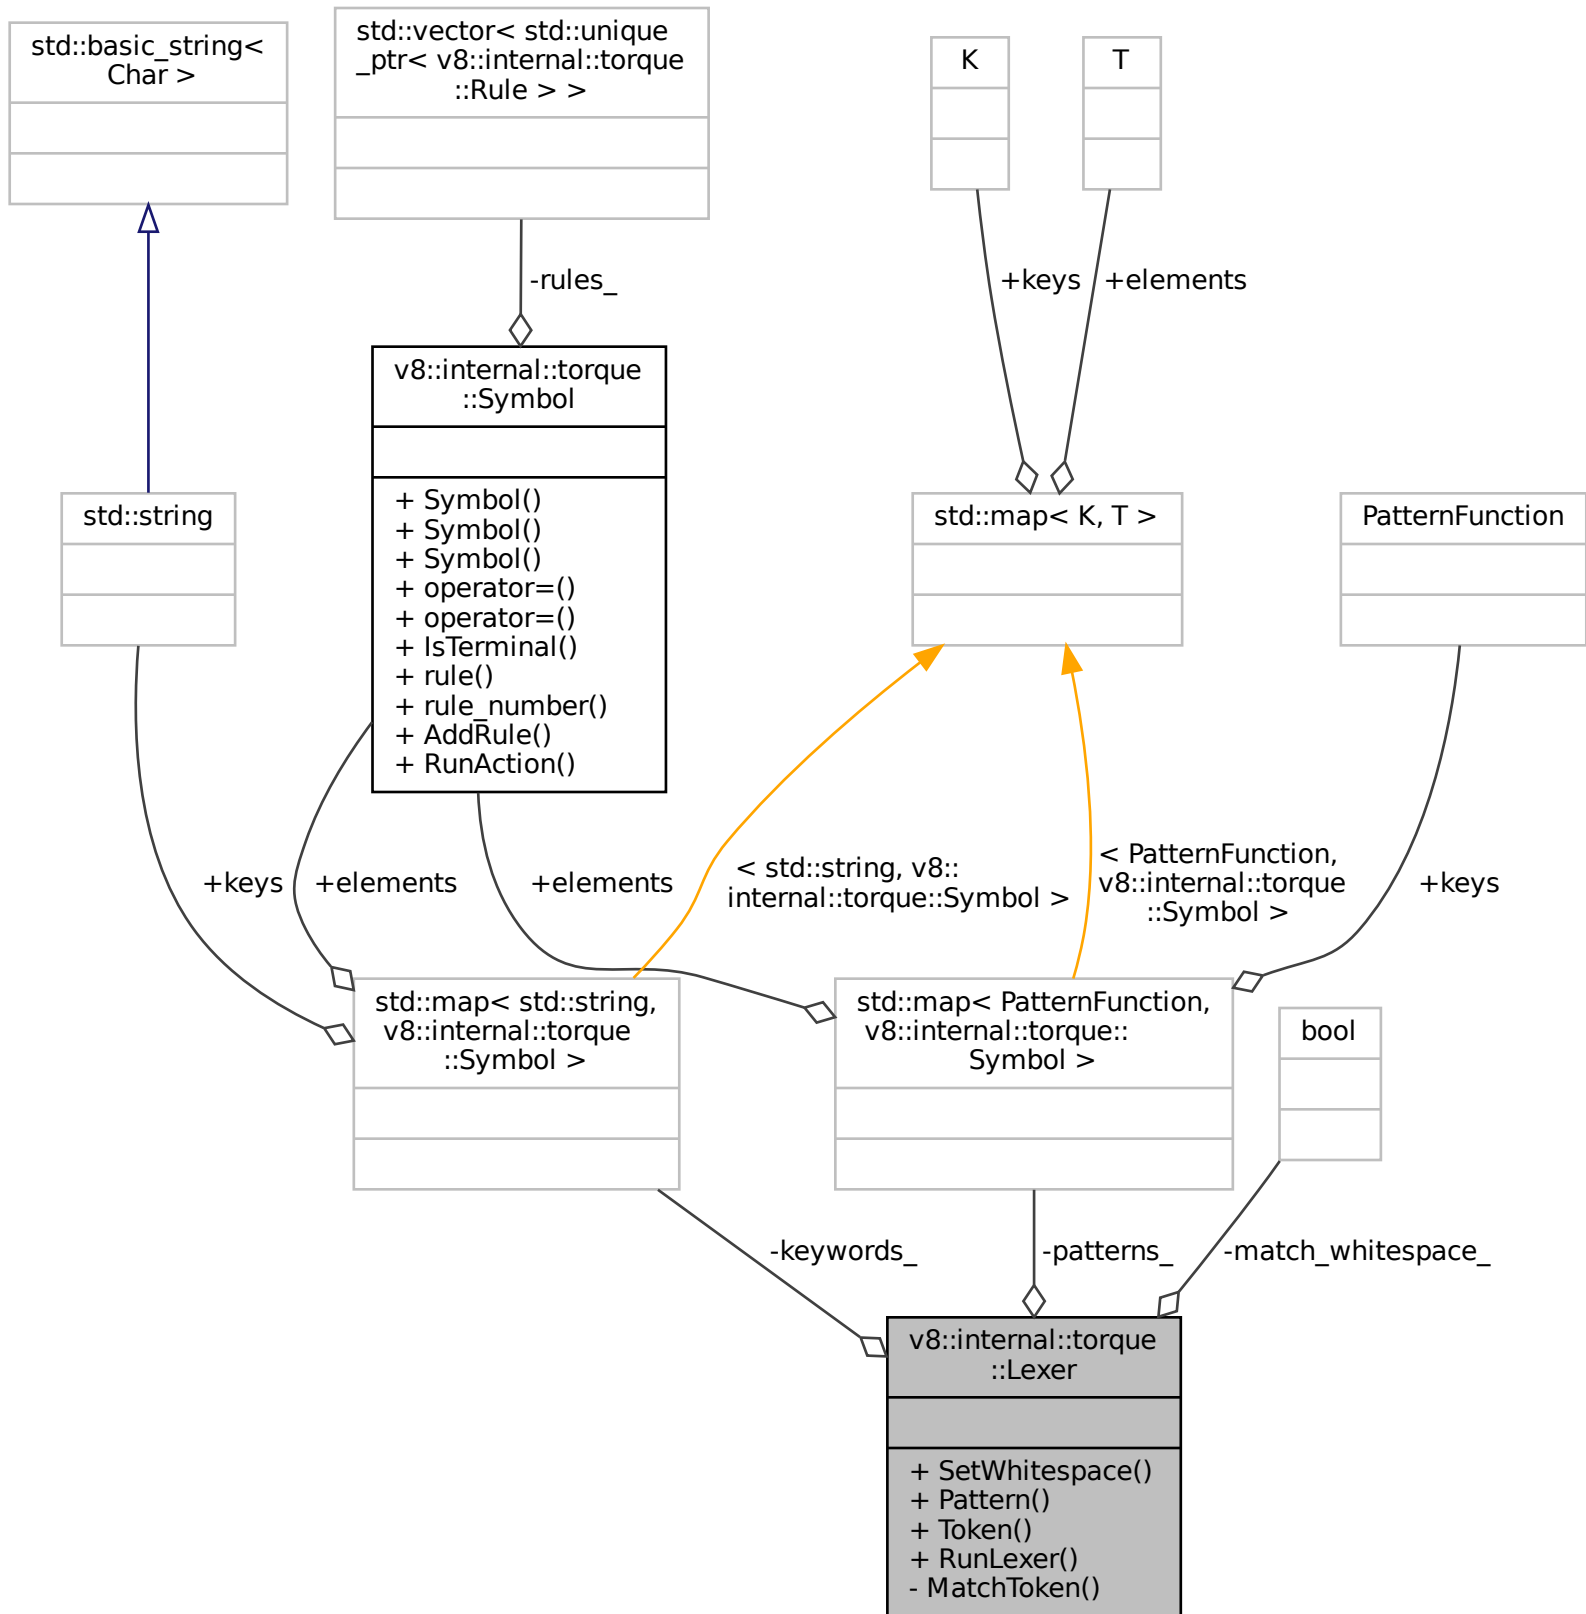 std::basic_string<
Char >
std::vector< std::unique
_ptr< v8::internal::torque
::Rule > >
K
T
-rules_
+keys
+elements
v8::internal::torque
::Symbol
+ Symbol()
+ Symbol()
+ Symbol()
+ operator=()
+ operator=()
+ IsTerminal()
+ rule()
+ rule_number()
+ AddRule()
+ RunAction()
std::string
std::map< K, T >
PatternFunction
+keys
+elements
+elements
< std::string, v8::
internal::torque::Symbol >
< PatternFunction,
v8::internal::torque
::Symbol >
+keys
std::map< std::string,
v8::internal::torque
::Symbol >
std::map< PatternFunction,
v8::internal::torque::
Symbol >
bool
-keywords_
-patterns_
-match_whitespace_
v8::internal::torque
::Lexer
+ SetWhitespace()
+ Pattern()
+ Token()
+ RunLexer()
- MatchToken()